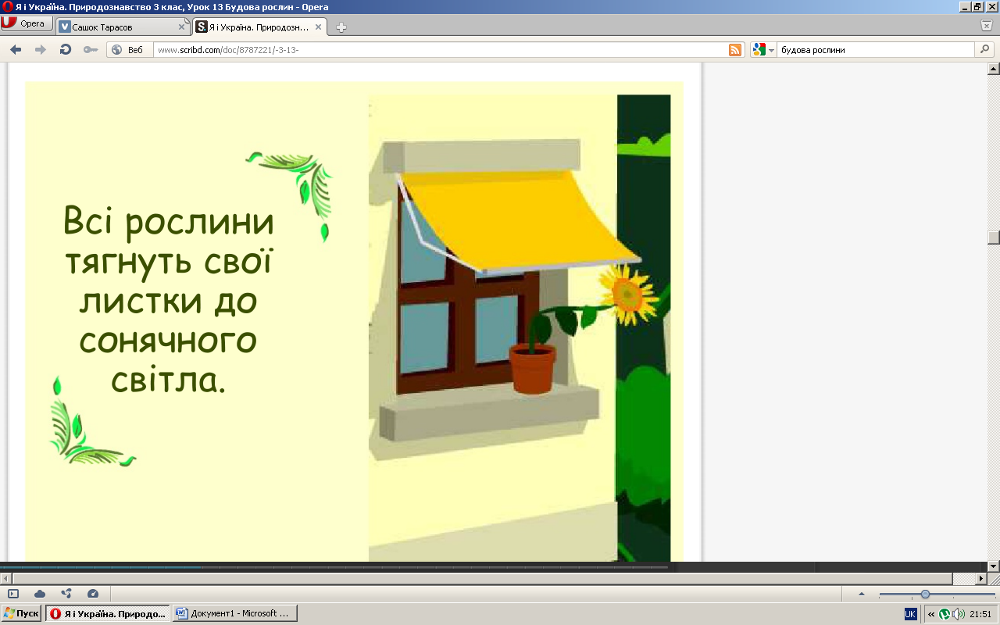 Я і Україна. Природознавство 3 клас, Урок 13 Будова рослин - Opera
Opera
Сашок Тарасов
Я і Україна. Природозн...
Веб
www.scribd.com/doc/8787221/-3-13-
будова рослини
Всі рослини
тягнуть свої
листки до
сонячного
світла.
Пуск
Я і Україна. Природо...
Документ1 - Microsoft ...
UK
21:51